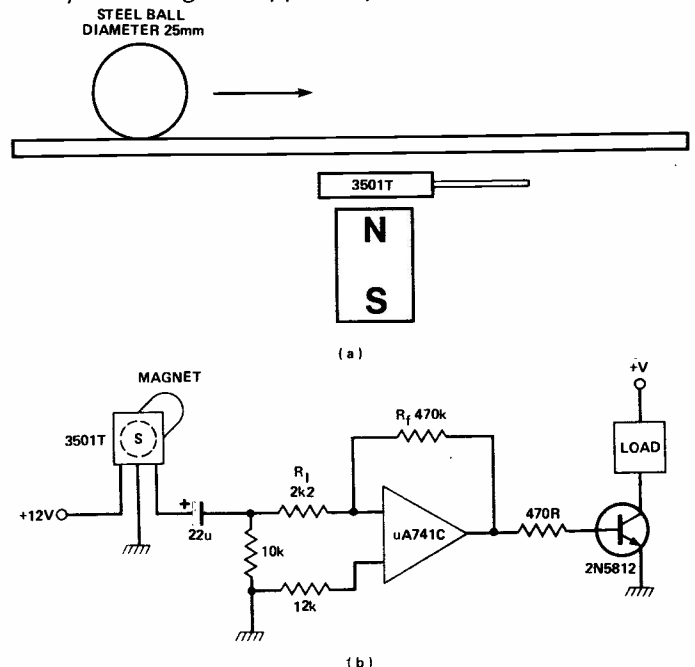 STEEL BALL
DIAMETER 25mm
3501T
N
S
(a)
MAGNET
3501T
S
+12V
+
22u
10k
R1
2k2
12k
Rf 470k
uA741C
470R
+V
LOAD
2N5812
(b)